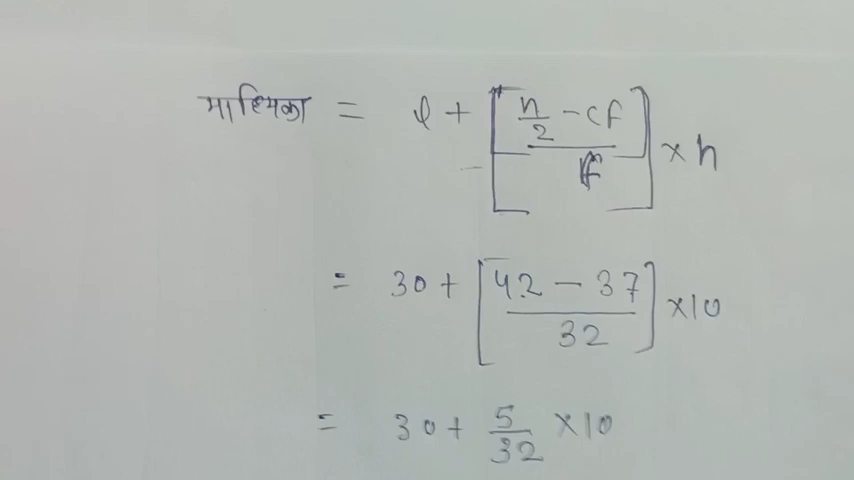 माध्यिका = l + [n/2 - cf / f] × h
= 30 + [42 - 37 / 32] × 10
= 30 + 5/32 × 10